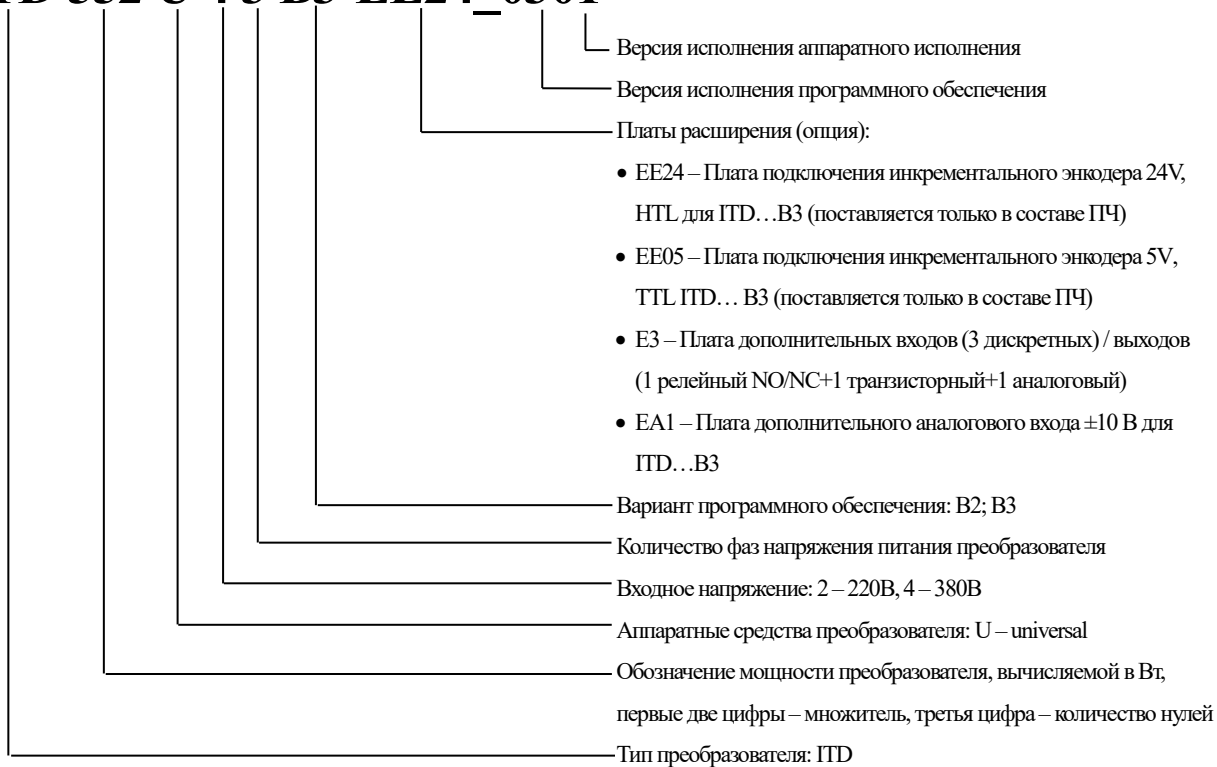 Версия исполнения аппаратного исполнения
Версия исполнения программного обеспечения
Платы расширения (опция):
• EE24 – Плата подключения инкрементального энкодера 24V,
HTL для ITD…B3 (поставляется только в составе ПЧ)
• EE05 – Плата подключения инкрементального энкодера 5V,
TTL ITD… B3 (поставляется только в составе ПЧ)
• E3 – Плата дополнительных входов (3 дискретных) / выходов
(1 релейный NO/NC+1 транзисторный+1 аналоговый)
• EA1 – Плата дополнительного аналогового входа ±10 В для
ITD…B3
Вариант программного обеспечения: B2; B3
Количество фаз напряжения питания преобразователя
Входное напряжение: 2 – 220В, 4 – 380В
Аппаратные средства преобразователя: U – universal
Обозначение мощности преобразователя, вычисляемой в Вт,
первые две цифры – множитель, третья цифра – количество нулей
Тип преобразователя: ITD